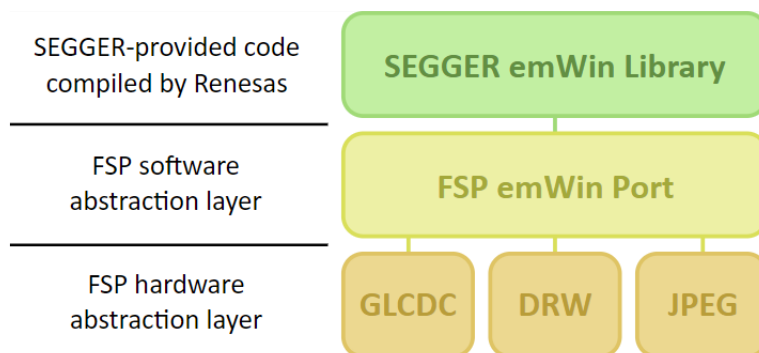 SEGGER-provided code
compiled by Renesas
SEGGER emWin Library
FSP software
abstraction layer
FSP emWin Port
FSP hardware
abstraction layer
GLCDC
DRW
JPEG